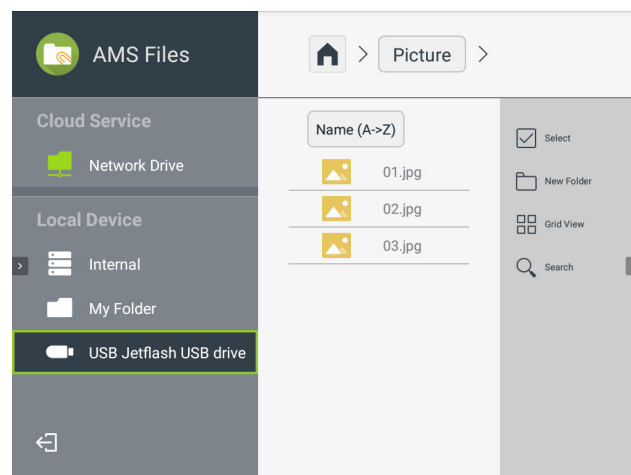 AMS Files
Picture
Cloud Service
Network Drive
Local Device
Internal
My Folder
USB Jetflash USB drive
Name (A->Z)
01.jpg
02.jpg
03.jpg
Select
New Folder
Grid View
Search